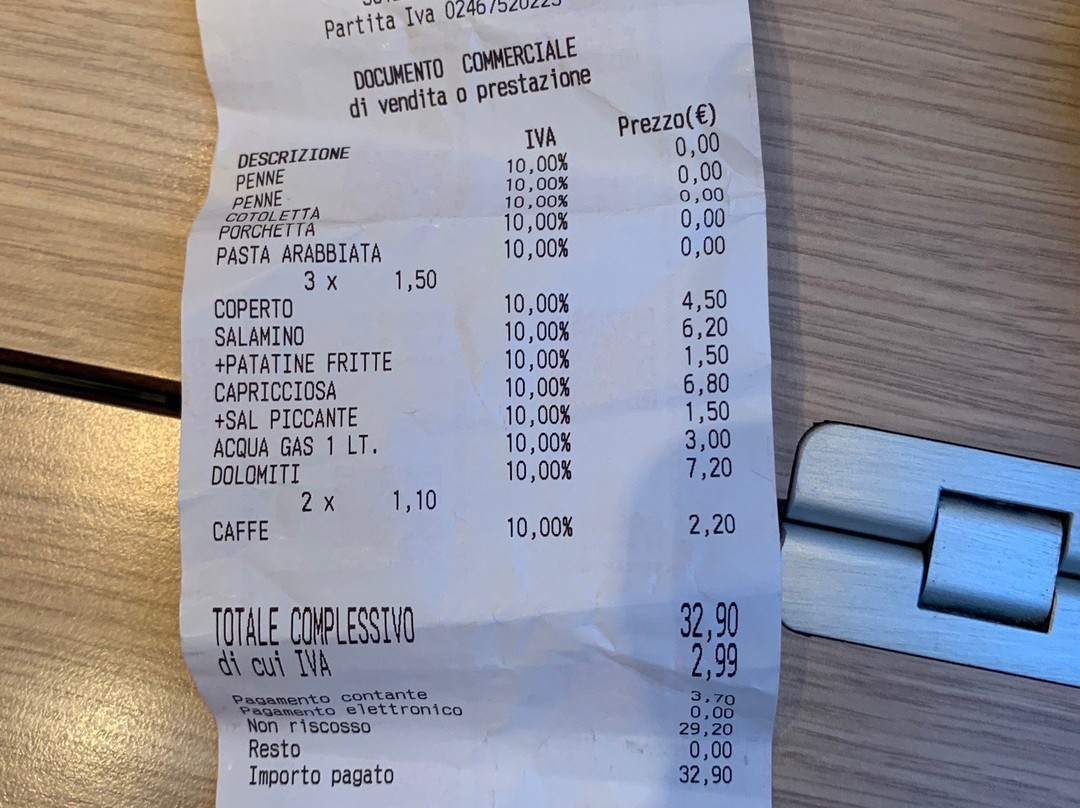 Partita Iva
DOCUMENTO COMMERCIALE
di vendita o prestazione
DESCRIZIONE IVA Prezzo(€)
PENNE 10,00% 0,00
PENNE 10,00% 0,00
COTOLETTA 10,00% 0,00
PORCHETTA 10,00% 0,00
PASTA ARABBIATA 10,00% 0,00
3 x 1,50
COPERTO 10,00% 4,50
SALAMINO 10,00% 6,20
+PATATINE FRITTE 10,00% 1,50
CAPRICCIOSA 10,00% 6,80
+SAL PICCANTE 10,00% 1,50
ACQUA GAS 1 LT. 10,00% 3,00
DOLOMITI 10,00% 7,20
2 x 1,10
CAFFE 10,00% 2,20
TOTALE COMPLESSIVO 32,90
di cui IVA 2,99
Pagamento contante 3,70
Pagamento elettronico 0,00
Non riscosso 29,20
Resto 0,00
Importo pagato 32,90